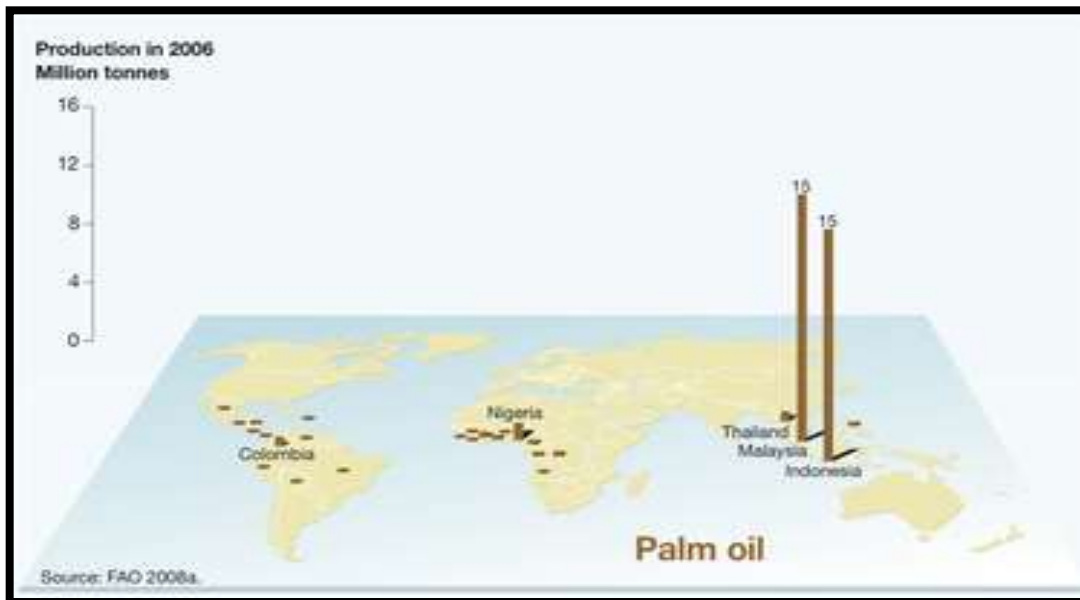 Production in 2006
Million tonnes
16
12
8
4
0
15
15
Nigeria
Colombia
Thailand
Malaysia
Indonesia
Palm oil
Source: FAO 2008a.